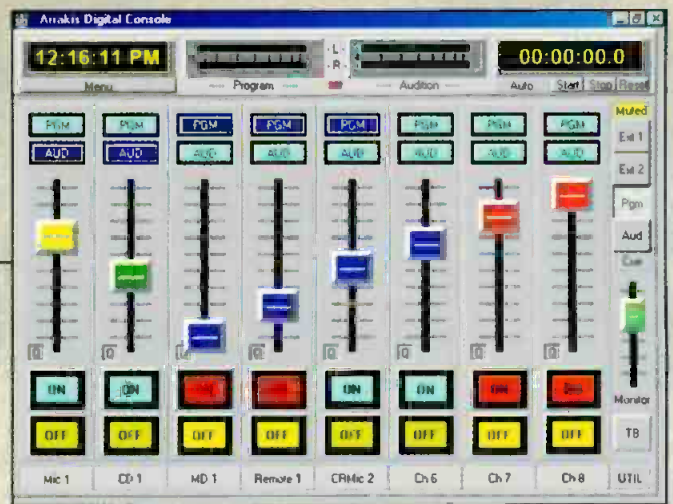 Arrakis Digital Console
12:16:11 PM
- L -
- R -
00:00:00.0
Menu
Program
Audition
Auto Start Stop Reset
PGM PGM PGM PGM PGM PGM PGM PGM
AUD AUD AUD AUD AUD AUD AUD AUD
Muted
Ext 1
Ext 2
Pgm
Aud
Cue
Q Q Q Q Q Q Q
ON ON ON ON ON
Monitor
OFF OFF OFF OFF OFF OFF OFF OFF
TB
Mic 1 CD 1 MD 1 Remote 1 CRMic 2 Ch 6 Ch 7 Ch 8 UTIL